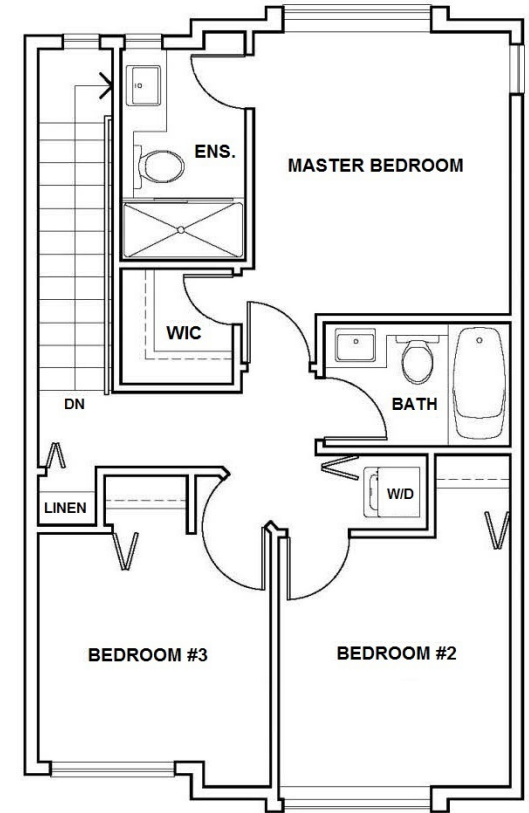 ENS.
MASTER BEDROOM
WIC
BATH
DN
LINEN
W/D
BEDROOM #3
BEDROOM #2